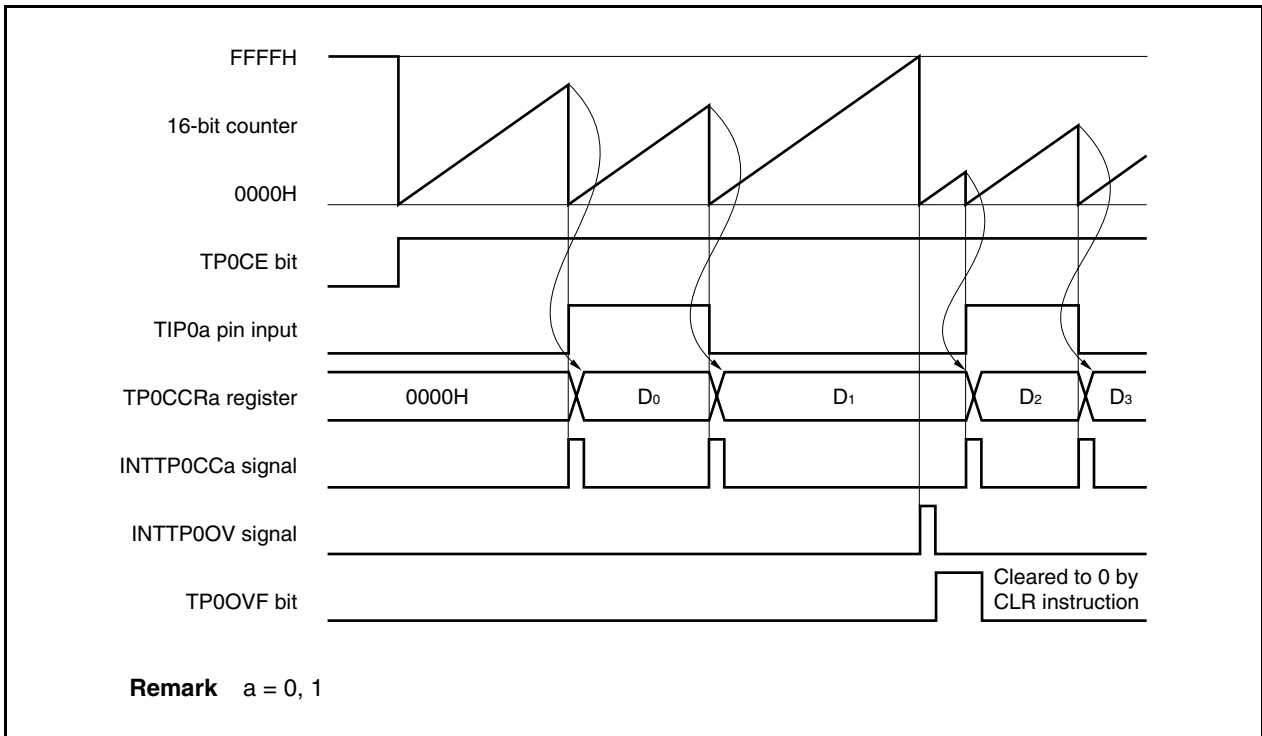 FFFFH
16-bit counter
0000H
TP0CE bit
TIP0a pin input
TP0CCRa register
0000H D0 D1 D2 D3
INTTP0CCa signal
INTTP0OV signal
TP0OVF bit
Cleared to 0 by
CLR instruction
Remark a = 0, 1